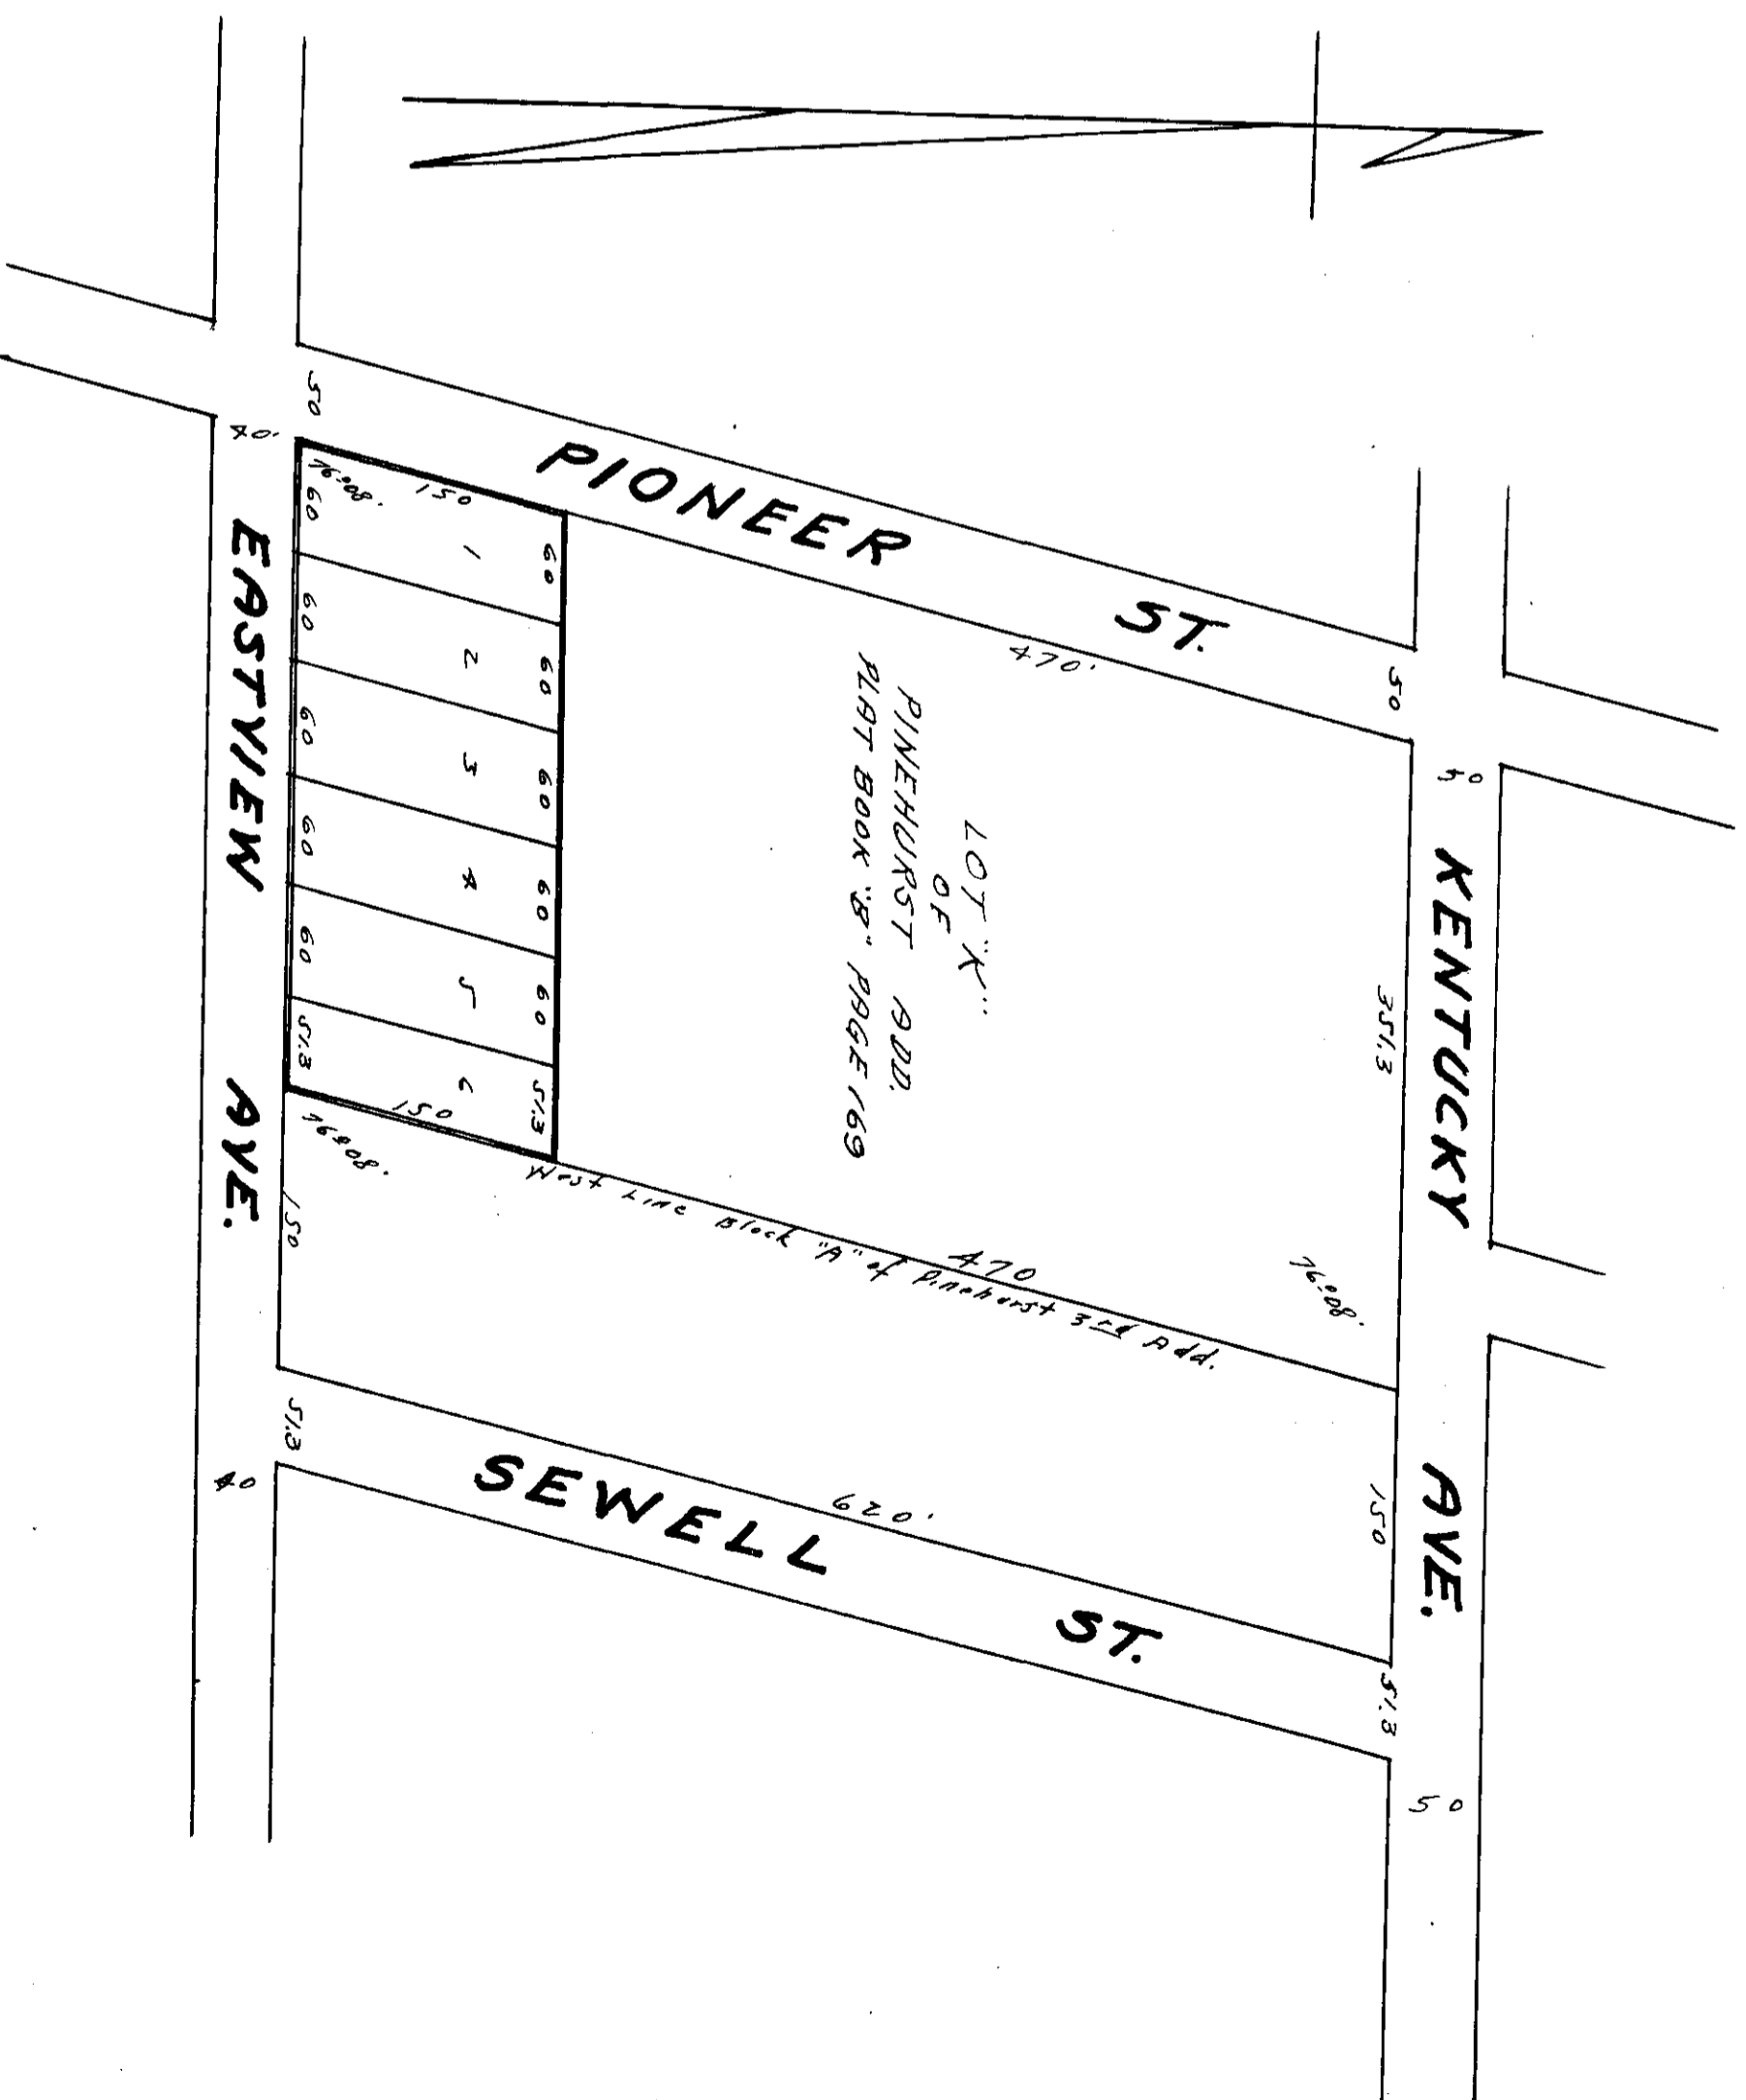 KENTUCKY AVE.
50
40
351.3
150
51.3
50
76°08'
PIONEER ST.
470'
LOT "K"
OF
PINEHURST ADD.
PLAT BOOK "B" PAGE 169
470
West Line Block "A" of Pinehurst 3rd Add.
SEWELL ST.
620'
60 60 60 60 60 51.3
150 1 2 3 4 5 6 150
76°08'
76°08'
60 60 60 60 60 51.3
50
150
51.3
40'
40
EASTVIEW AVE.